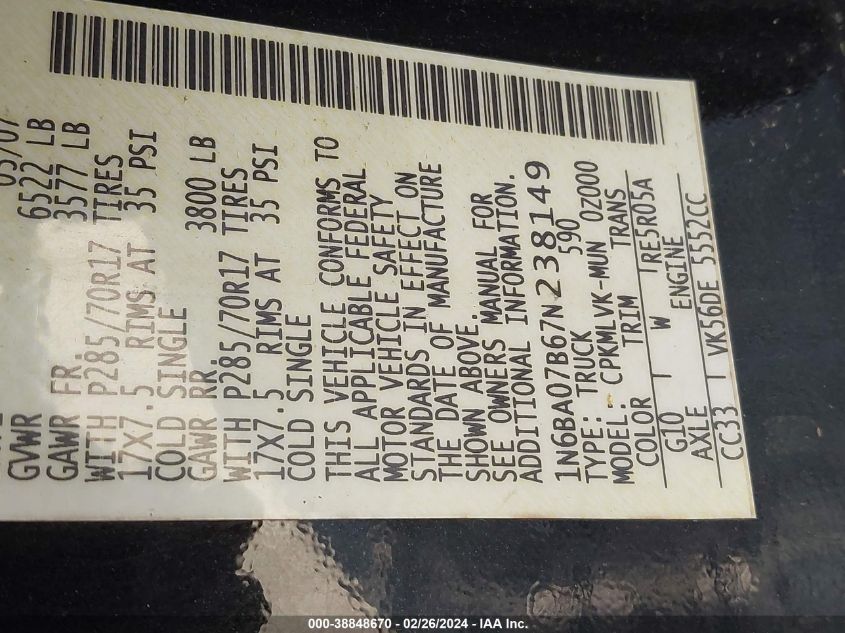 03/07
GVWR 6522 LB
GAWR FR. 3577 LB
WITH P285/70R17 TIRES
17X7.5 RIMS AT 35 PSI
COLD SINGLE
GAWR RR. 3800 LB
WITH P285/70R17 TIRES
17X7.5 RIMS AT 35 PSI
COLD SINGLE
THIS VEHICLE CONFORMS TO
ALL APPLICABLE FEDERAL
MOTOR VEHICLE SAFETY
STANDARDS IN EFFECT ON
THE DATE OF MANUFACTURE
SHOWN ABOVE.
SEE OWNERS MANUAL FOR
ADDITIONAL INFORMATION.
1N6BA07B67N238149
TYPE: TRUCK 590
MODEL: CPKMLVK-MUN 0Z000
COLOR TRIM TRANS
G10 W RE5R05A
AXLE ENGINE
CC33 VK56DE 5552CC
000-38848670 - 02/26/2024 - IAA Inc.